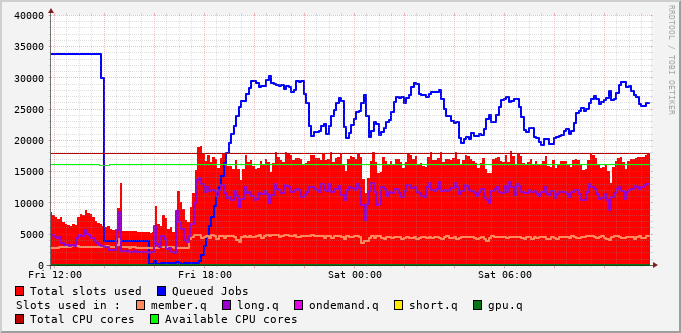 40000
35000
30000
25000
20000
15000
10000
5000
0
Fri 12:00 Fri 18:00 Sat 00:00 Sat 06:00
RRDTOOL / TOBI OETIKER
Total slots used Queued Jobs
Slots used in : member.q long.q ondemand.q short.q gpu.q
Total CPU cores Available CPU cores